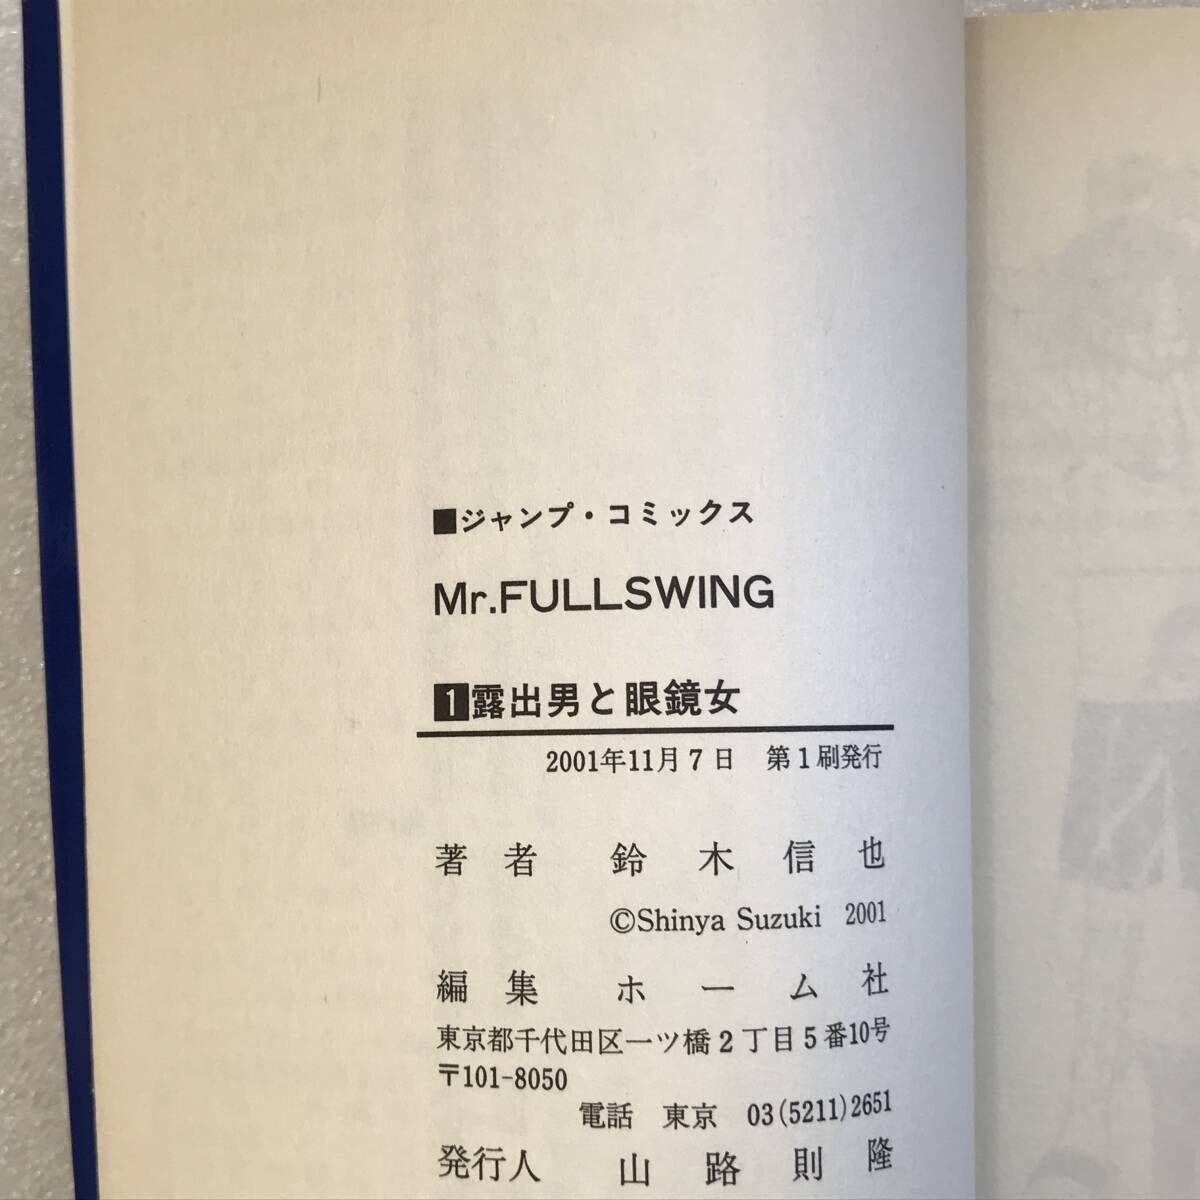 ■ジャンプ・コミックス
Mr.FULLSWING
1露出男と眼鏡女
2001年11月7日 第1刷発行
著者 鈴木信也
©Shinya Suzuki 2001
編集 ホーム社
東京都千代田区一ツ橋2丁目5番10号
〒101-8050
電話 東京 03(5211)2651
発行人 山路則隆